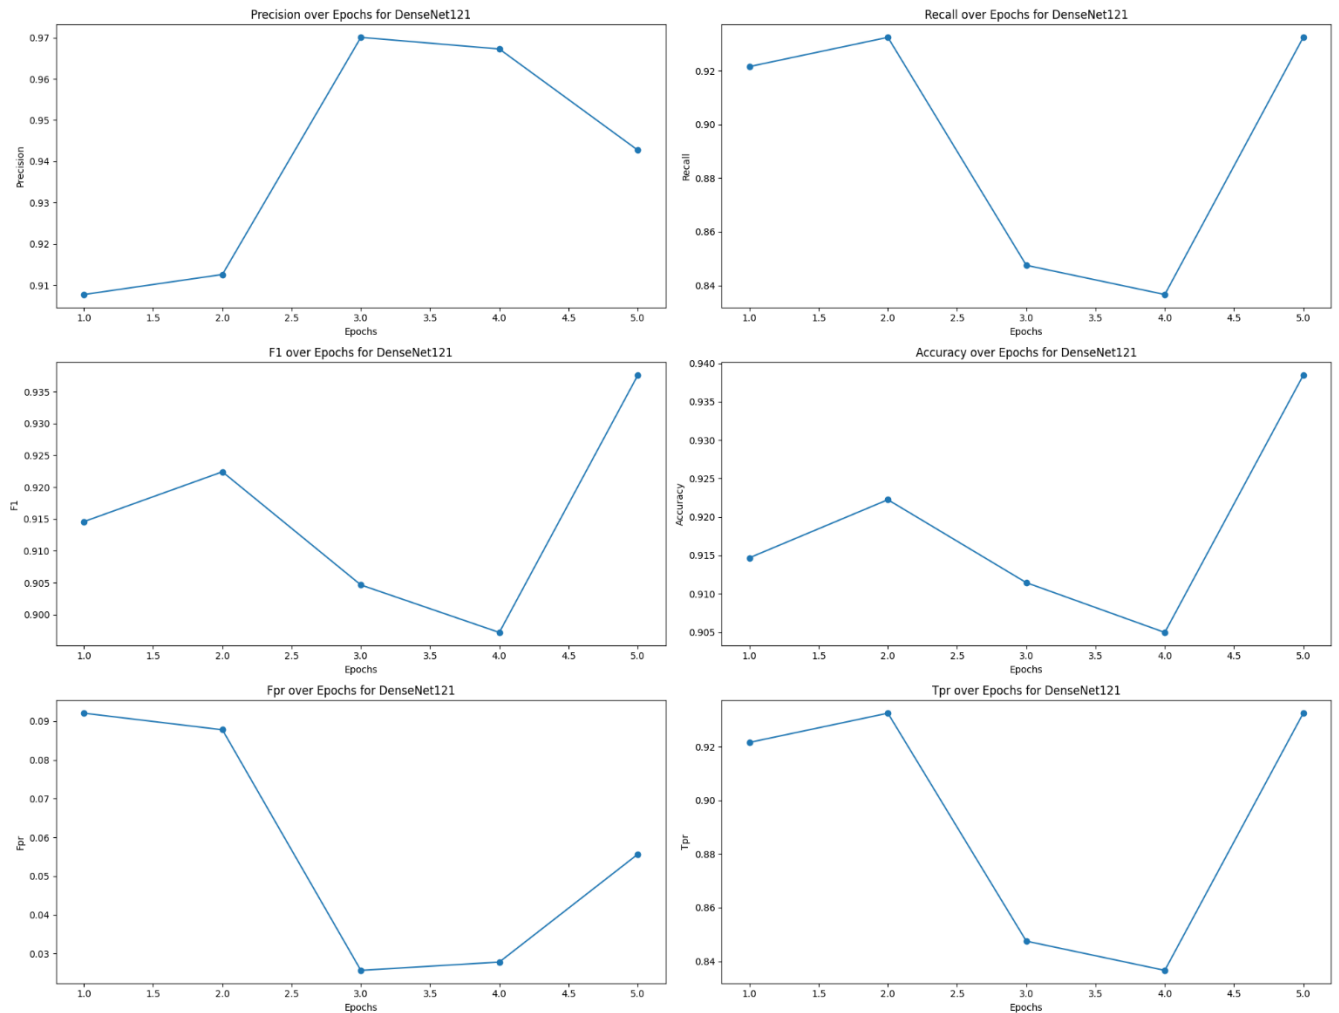 Precision over Epochs for DenseNet121
0.97
0.96
0.95
0.94
0.93
0.92
0.91
Precision
1.0 1.5 2.0 2.5 3.0 3.5 4.0 4.5 5.0
Epochs
Recall over Epochs for DenseNet121
0.92
0.90
0.88
0.86
0.84
Recall
1.0 1.5 2.0 2.5 3.0 3.5 4.0 4.5 5.0
Epochs
F1 over Epochs for DenseNet121
0.935
0.930
0.925
0.920
0.915
0.910
0.905
0.900
F1
1.0 1.5 2.0 2.5 3.0 3.5 4.0 4.5 5.0
Epochs
Accuracy over Epochs for DenseNet121
0.940
0.935
0.930
0.925
0.920
0.915
0.910
0.905
Accuracy
1.0 1.5 2.0 2.5 3.0 3.5 4.0 4.5 5.0
Epochs
Fpr over Epochs for DenseNet121
0.09
0.08
0.07
0.06
0.05
0.04
0.03
Fpr
1.0 1.5 2.0 2.5 3.0 3.5 4.0 4.5 5.0
Epochs
Tpr over Epochs for DenseNet121
0.92
0.90
0.88
0.86
0.84
Tpr
1.0 1.5 2.0 2.5 3.0 3.5 4.0 4.5 5.0
Epochs